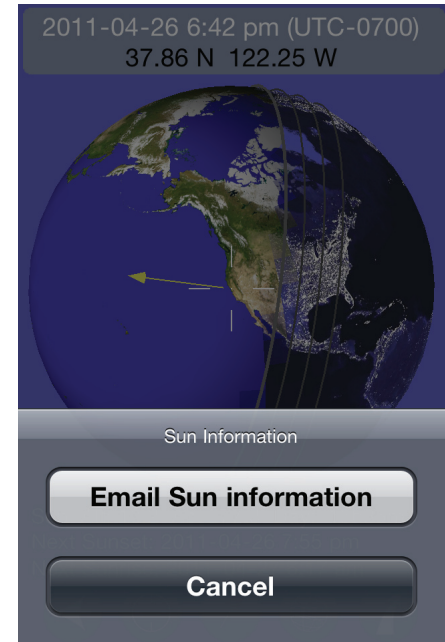 2011-04-26 6:42 pm (UTC-0700)
37.86 N 122.25 W
Sun Information
Email Sun information
Cancel